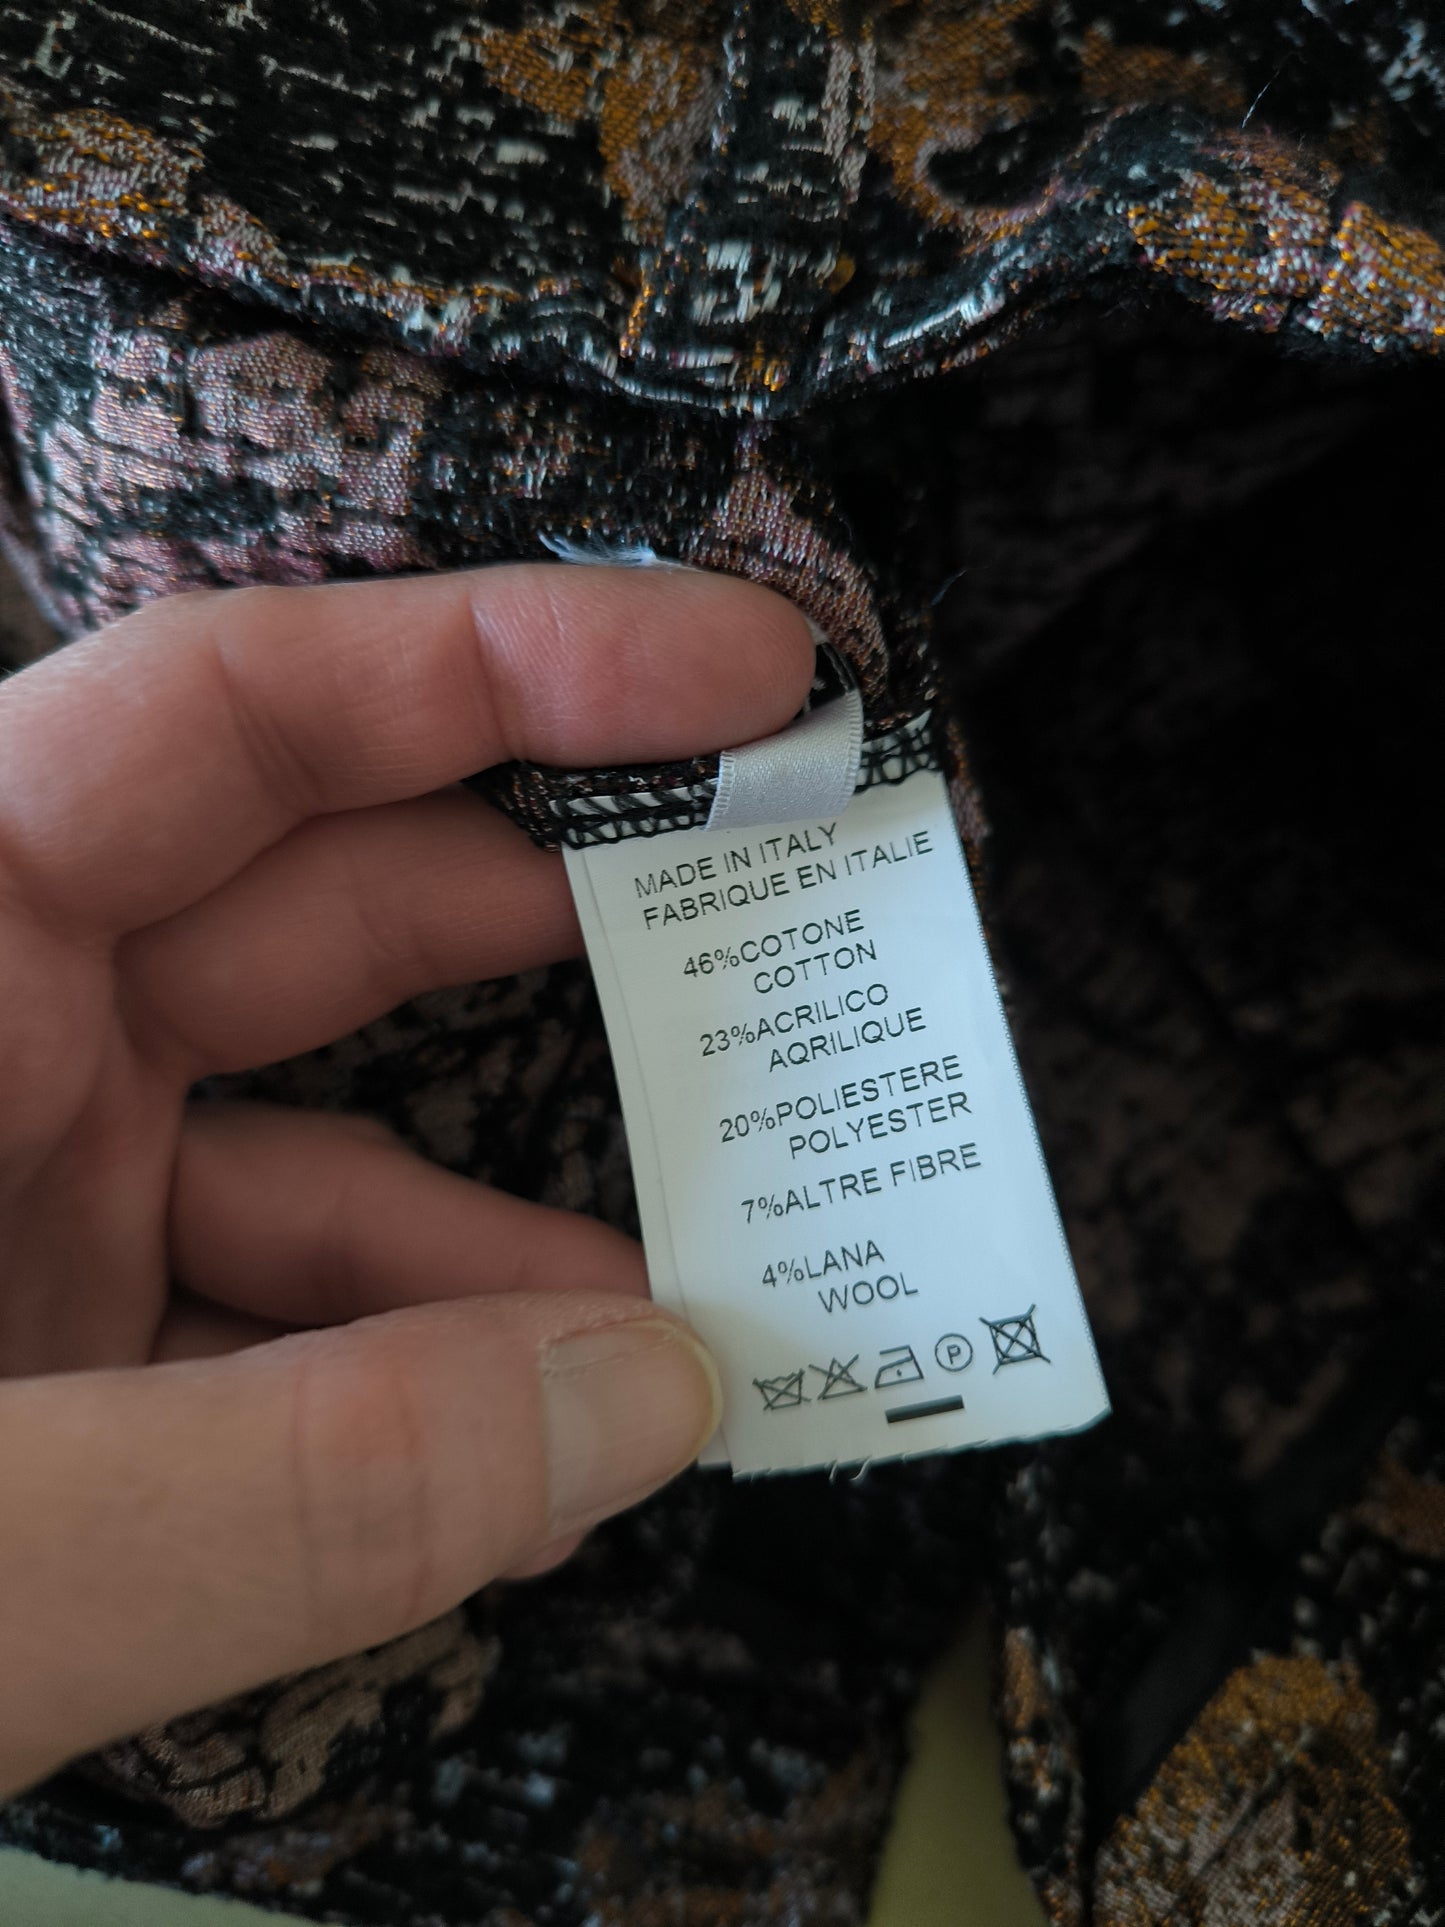 MADE IN ITALY
FABRIQUE EN ITALIE
46%COTONE
COTTON
23%ACRILICO
AQRILIQUE
20%POLIESTERE
POLYESTER
7%ALTRE FIBRE
4%LANA
WOOL
P